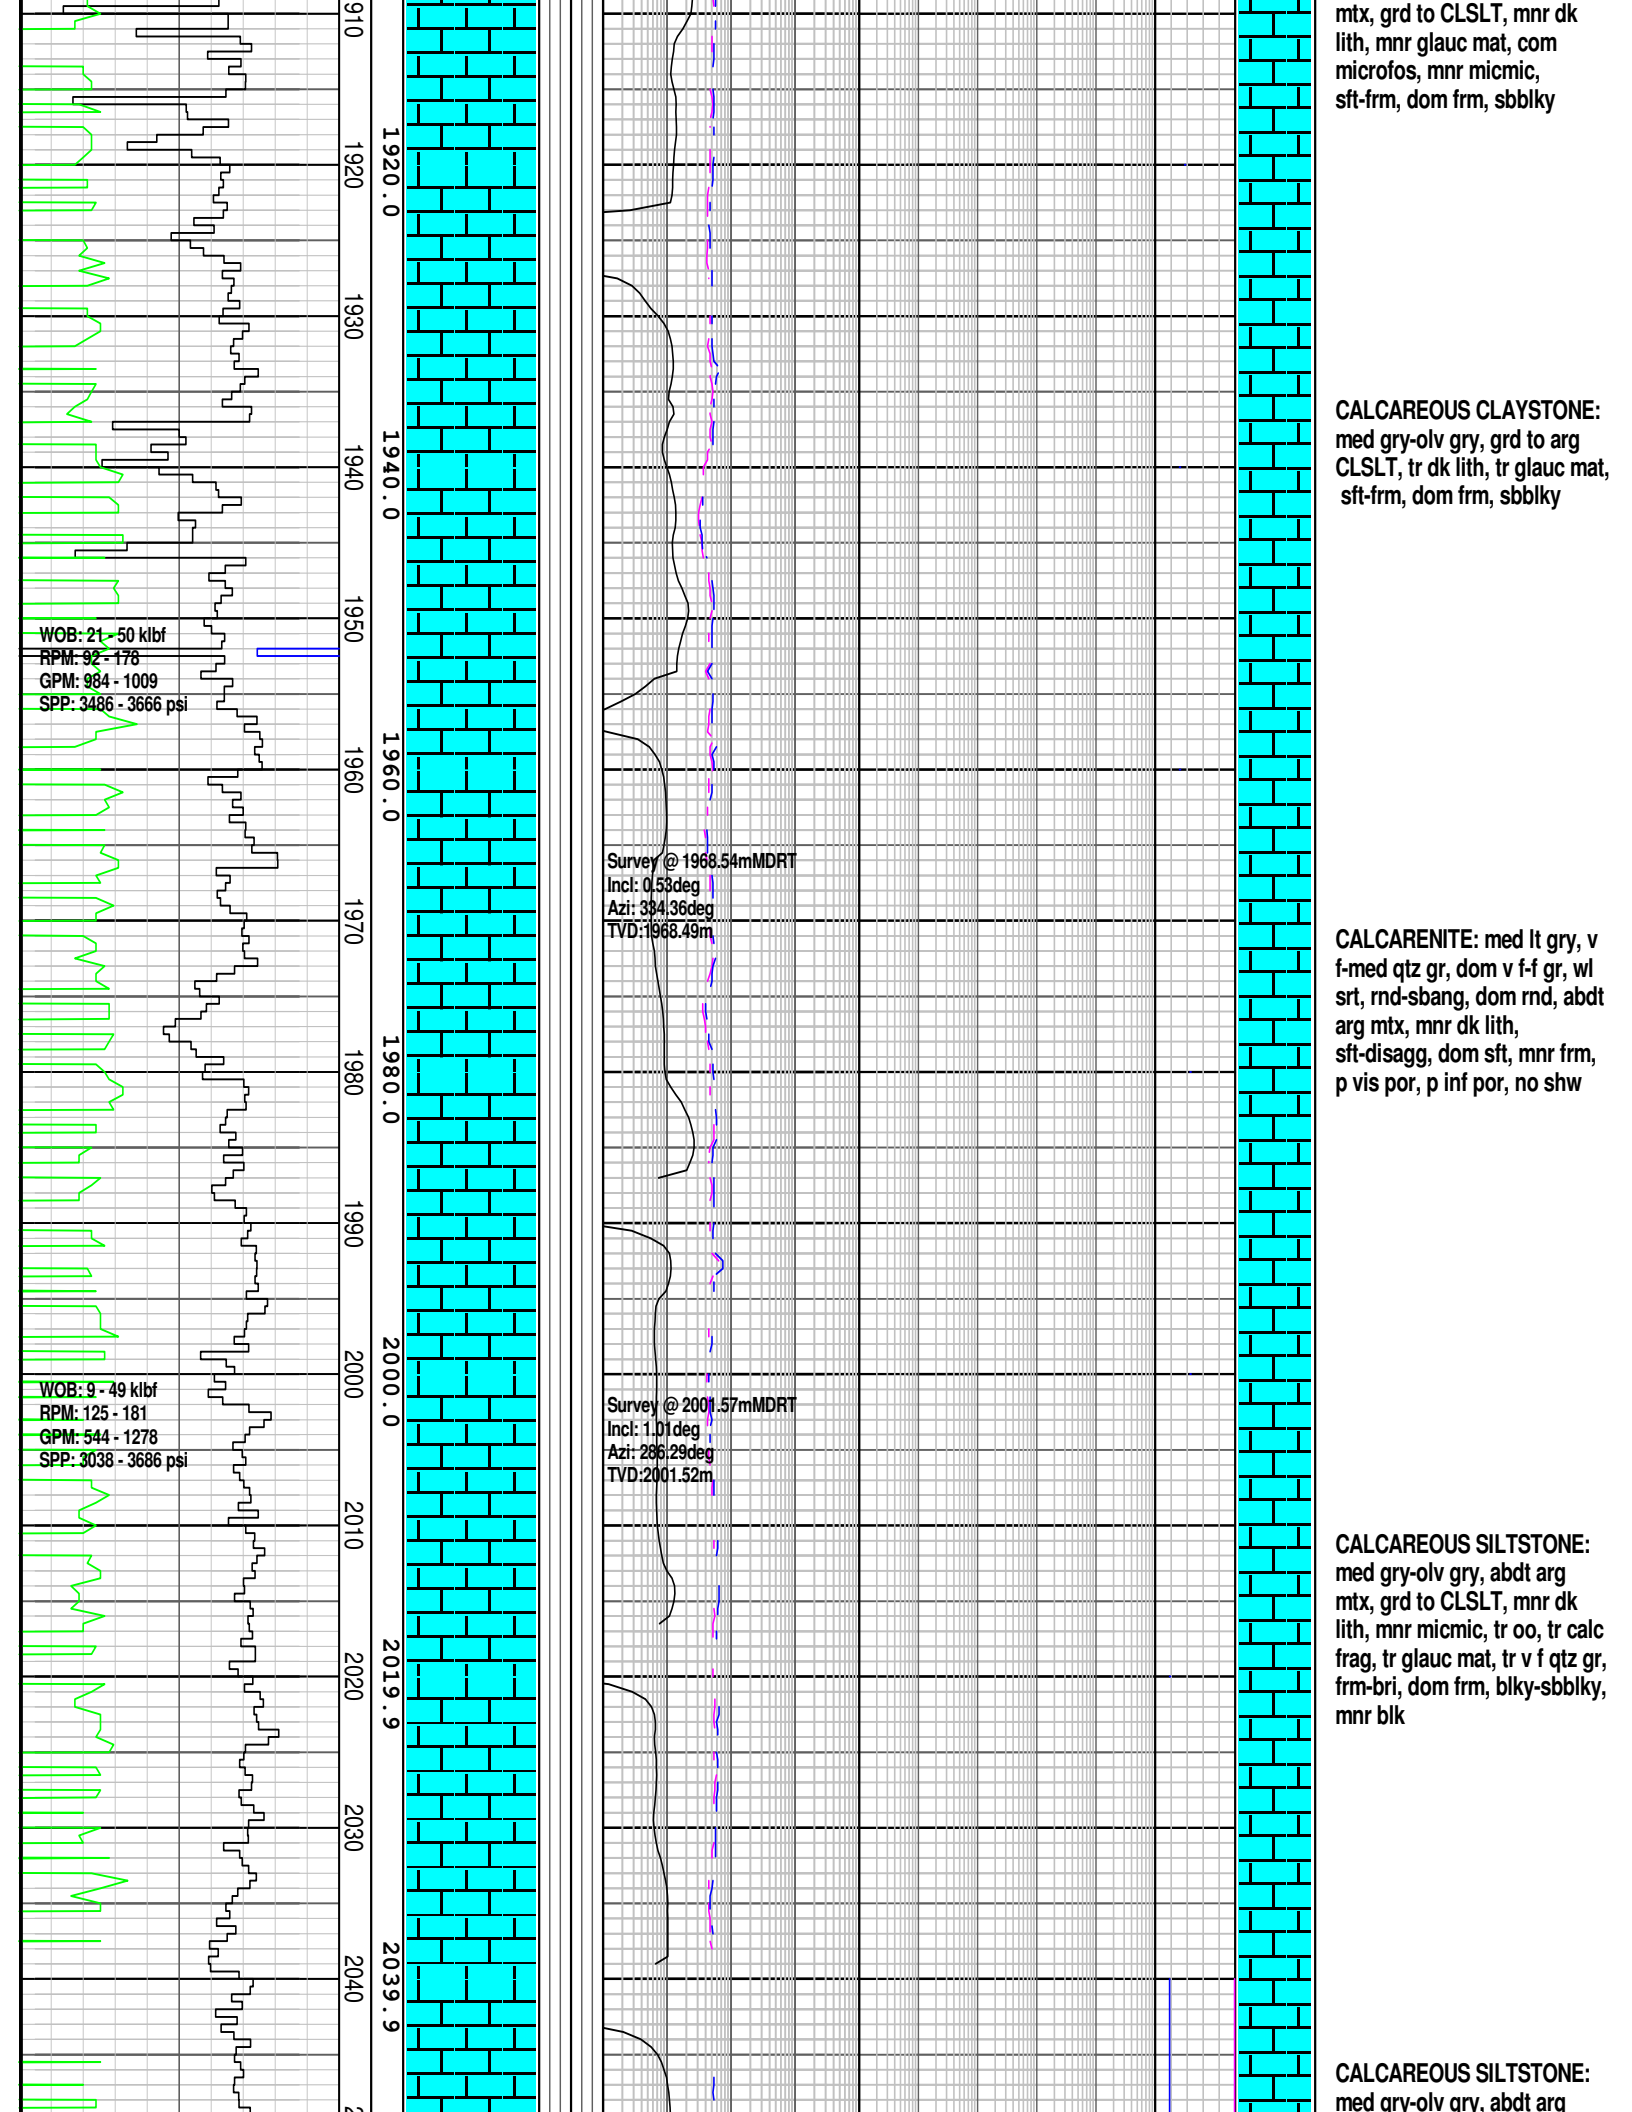 mtx, grd to CLSLT, mnr dk
lith, mnr glauc mat, com
microfos, mnr micmic,
sft-frm, dom frm, sbblky
910
1920
1930
1940
1950
1960
1970
1980
1990
2000
2010
2020
2030
2040
1920.0
1940.0
1960.0
1980.0
2000.0
2019.9
2039.9
CALCAREOUS CLAYSTONE:
med gry-olv gry, grd to arg
CLSLT, tr dk lith, tr glauc mat,
sft-frm, dom frm, sbblky
WOB: 21 - 50 klbf
RPM: 92 - 178
GPM: 984 - 1009
SPP: 3486 - 3666 psi
Survey @ 1968.54mMDRT
Incl: 0.53deg
Azi: 334.36deg
TVD:1968.49m
CALCARENITE: med lt gry, v
f-med qtz gr, dom v f-f gr, wl
srt, rnd-sbang, dom rnd, abdt
arg mtx, mnr dk lith,
sft-disagg, dom sft, mnr frm,
p vis por, p inf por, no shw
WOB: 9 - 49 klbf
RPM: 125 - 181
GPM: 544 - 1278
SPP: 3038 - 3686 psi
Survey @ 2001.57mMDRT
Incl: 1.01deg
Azi: 286.29deg
TVD:2001.52m
CALCAREOUS SILTSTONE:
med gry-olv gry, abdt arg
mtx, grd to CLSLT, mnr dk
lith, mnr micmic, tr oo, tr calc
frag, tr glauc mat, tr v f qtz gr,
frm-bri, dom frm, blky-sbblky,
mnr blk
CALCAREOUS SILTSTONE:
med gry-olv gry, abdt arg